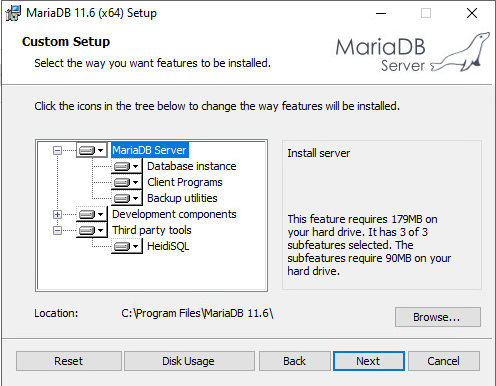 MariaDB 11.6 (x64) Setup
Custom Setup
Select the way you want features to be installed.
MariaDB
Server
Click the icons in the tree below to change the way features will be installed.
MariaDB Server
Database instance
Client Programs
Backup utilities
Development components
Third party tools
HeidiSQL
Install server
This feature requires 179MB on
your hard drive. It has 3 of 3
subfeatures selected. The
subfeatures require 90MB on your
hard drive.
Location: C:\Program Files\MariaDB 11.6\
Browse...
Reset Disk Usage Back Next Cancel